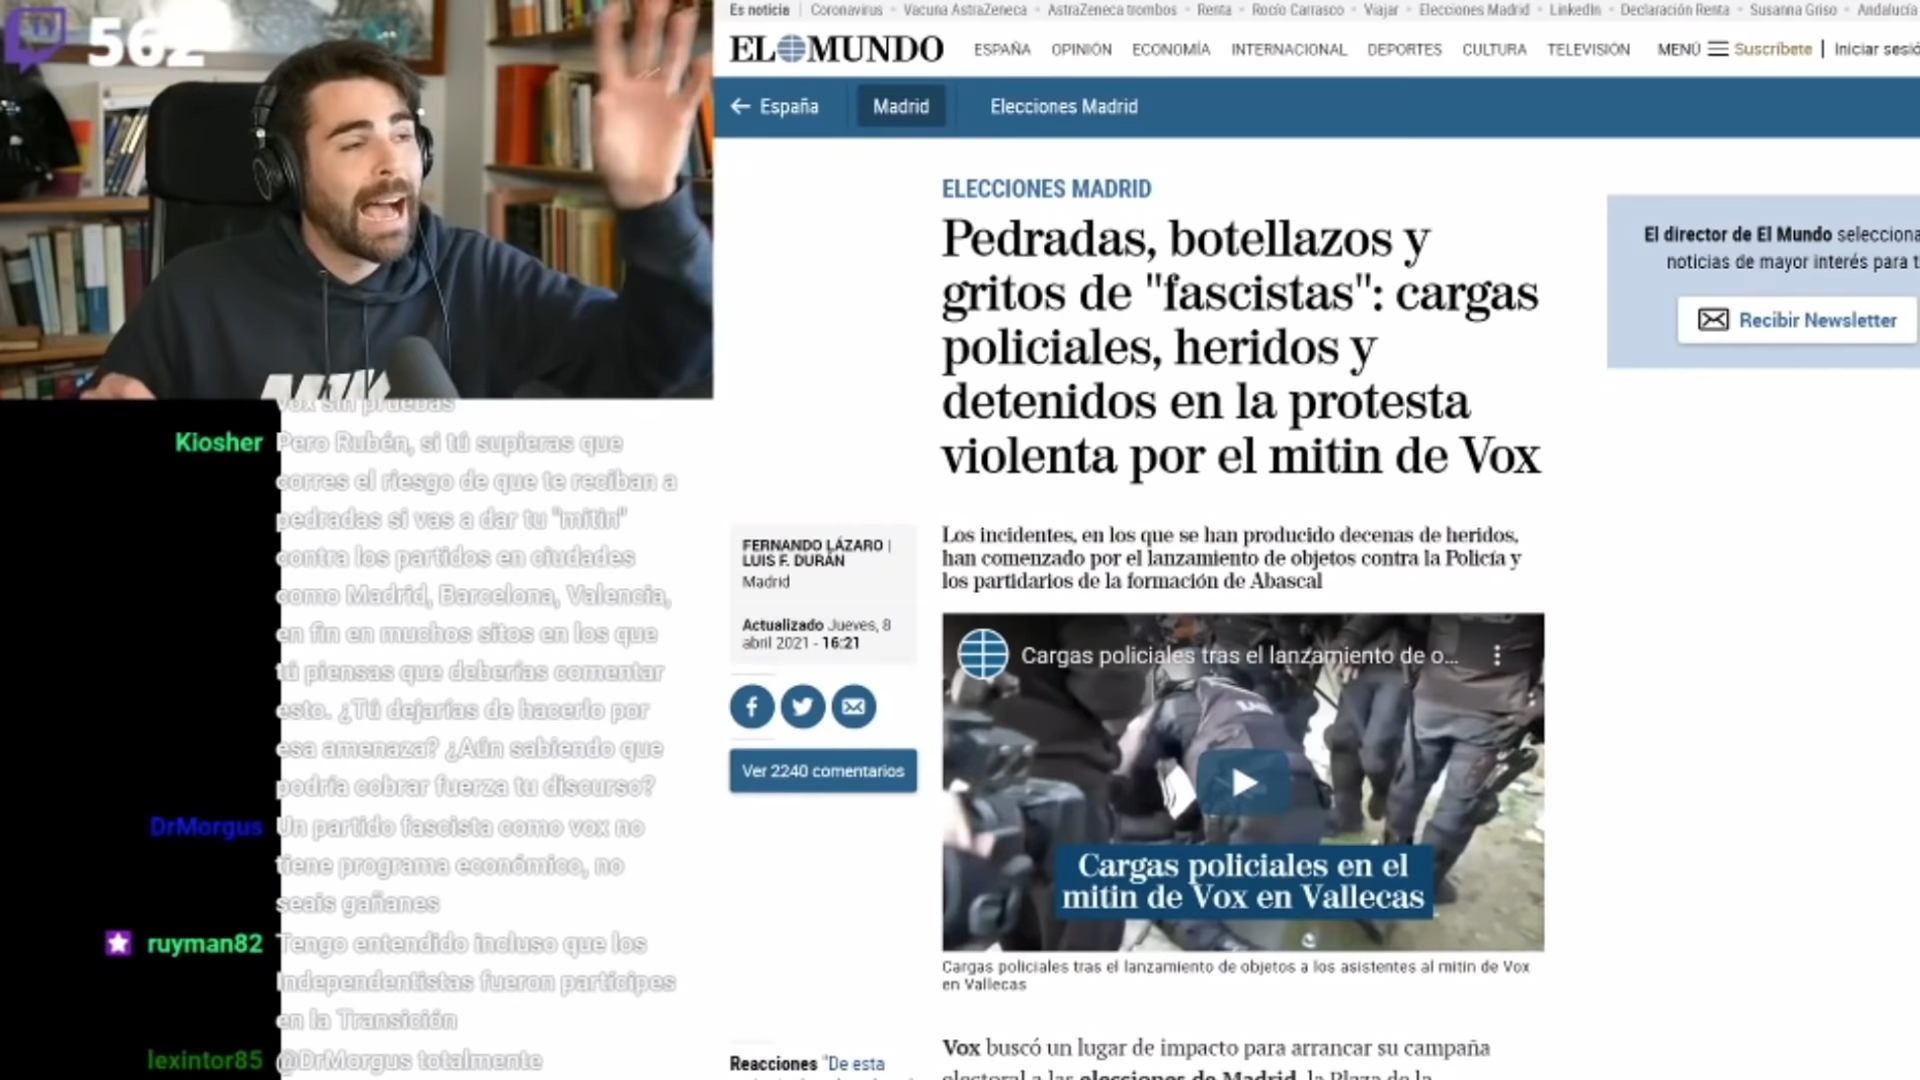 562
Es noticia
Coronavirus
Vacuna AstraZeneca
AstraZeneca trombos
Renta
Rocío Carrasco
Viajar
Elecciones Madrid
LinkedIn
Declaración Renta
Susanna Griso
Andalucía
EL MUNDO
ESPAÑA
OPINIÓN
ECONOMÍA
INTERNACIONAL
DEPORTES
CULTURA
TELEVISIÓN
MENÚ
Suscríbete
Iniciar sesió
España
Madrid
Elecciones Madrid
ELECCIONES MADRID
Pedradas, botellazos y
gritos de "fascistas": cargas
policiales, heridos y
detenidos en la protesta
violenta por el mitin de Vox
El director de El Mundo selecciona
noticias de mayor interés para t
Recibir Newsletter
Los incidentes, en los que se han producido decenas de heridos,
han comenzado por el lanzamiento de objetos contra la Policía y
los partidarios de la formación de Abascal
FERNANDO LÁZARO |
LUIS F. DURÁN
Madrid
Actualizado Jueves, 8
abril 2021 - 16:21
Ver 2240 comentarios
Cargas policiales tras el lanzamiento de o...
Cargas policiales en el
mitin de Vox en Vallecas
Cargas policiales tras el lanzamiento de objetos a los asistentes al mitin de Vox
en Vallecas
Vox buscó un lugar de impacto para arrancar su campaña
electoral a las elecciones de Madrid, la Plaza de la
Reacciones "De esta
vox sin pruebas
Kiosher
Pero Rubén, si tú supieras que
corres el riesgo de que te reciban a
pedradas si vas a dar tu "mitin"
contra los partidos en ciudades
como Madrid, Barcelona, Valencia,
en fin en muchos sitos en los que
tú piensas que deberías comentar
esto. ¿Tú dejarías de hacerlo por
esa amenaza? ¿Aún sabiendo que
podría cobrar fuerza tu discurso?
DrMorgus
Un partido fascista como vox no
tiene programa económico, no
seais gañanes
ruyman82
Tengo entendido incluso que los
Independentistas fueron partícipes
en la Transición
lexintor85
@DrMorgus totalmente